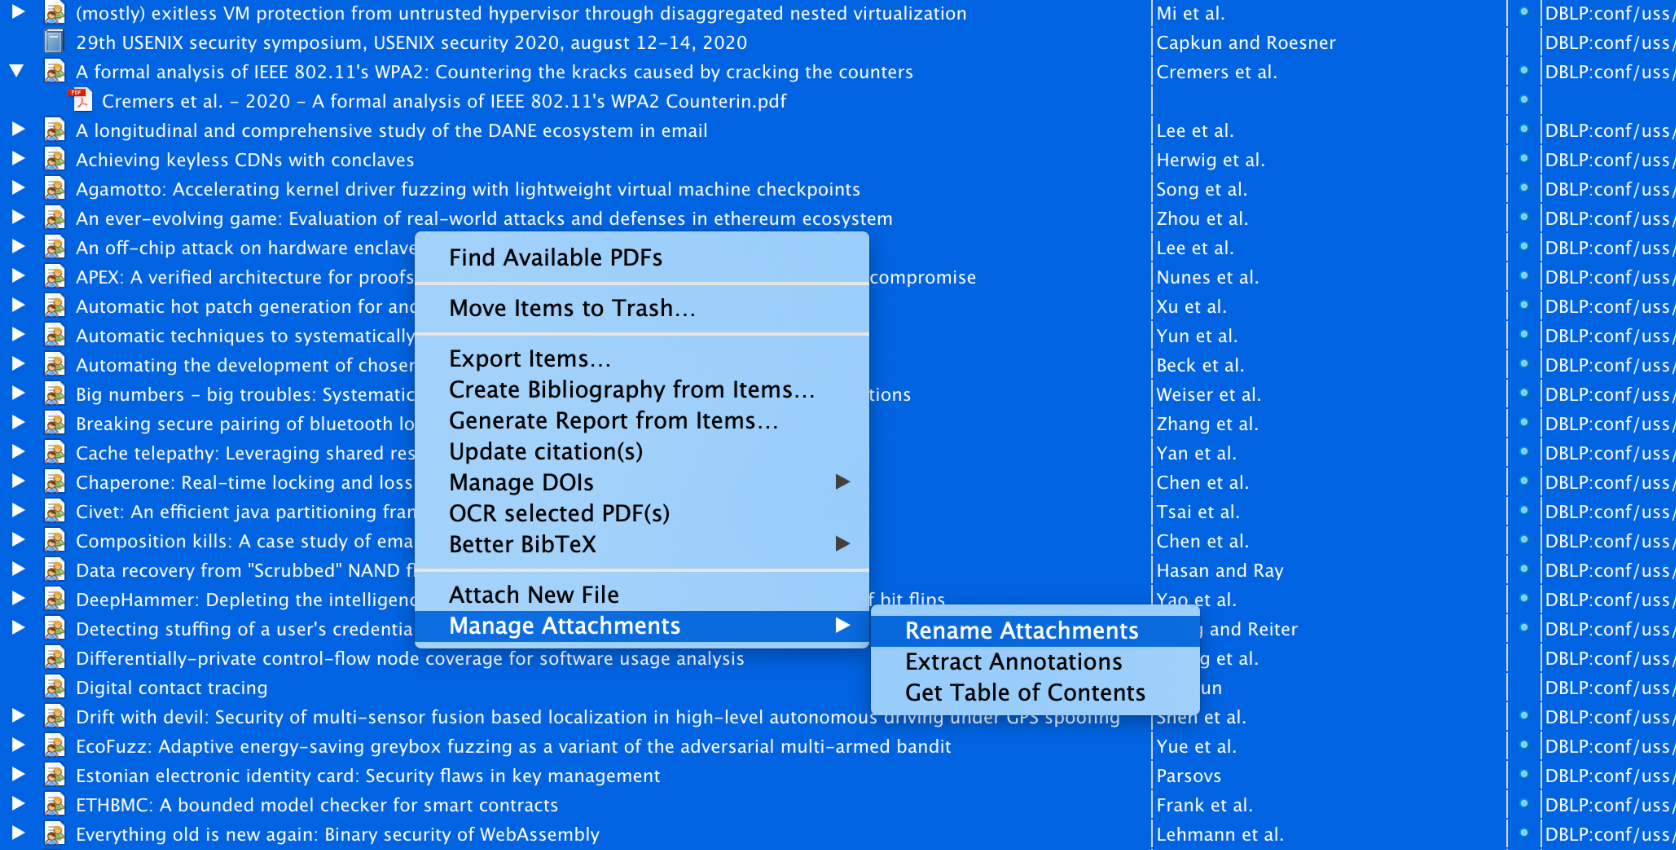 (mostly) exitless VM protection from untrusted hypervisor through disaggregated nested virtualization Mi et al. DBLP:conf/uss/
29th USENIX security symposium, USENIX security 2020, august 12-14, 2020 Capkun and Roesner DBLP:conf/uss/
A formal analysis of IEEE 802.11's WPA2: Countering the kracks caused by cracking the counters Cremers et al. DBLP:conf/uss/
PDF Cremers et al. - 2020 - A formal analysis of IEEE 802.11's WPA2 Counterin.pdf
A longitudinal and comprehensive study of the DANE ecosystem in email Lee et al. DBLP:conf/uss/
Achieving keyless CDNs with conclaves Herwig et al. DBLP:conf/uss/
Agamotto: Accelerating kernel driver fuzzing with lightweight virtual machine checkpoints Song et al. DBLP:conf/uss/
An ever-evolving game: Evaluation of real-world attacks and defenses in ethereum ecosystem Zhou et al. DBLP:conf/uss/
An off-chip attack on hardware enclave Lee et al. DBLP:conf/uss/
APEX: A verified architecture for proofs compromise Nunes et al. DBLP:conf/uss/
Automatic hot patch generation for and Xu et al. DBLP:conf/uss/
Automatic techniques to systematically Yun et al. DBLP:conf/uss/
Automating the development of chosen Beck et al. DBLP:conf/uss/
Big numbers - big troubles: Systematic tions Weiser et al. DBLP:conf/uss/
Breaking secure pairing of bluetooth lo Zhang et al. DBLP:conf/uss/
Cache telepathy: Leveraging shared res Yan et al. DBLP:conf/uss/
Chaperone: Real-time locking and loss Chen et al. DBLP:conf/uss/
Civet: An efficient java partitioning fran Tsai et al. DBLP:conf/uss/
Composition kills: A case study of ema Chen et al. DBLP:conf/uss/
Data recovery from "Scrubbed" NAND fl Hasan and Ray DBLP:conf/uss/
DeepHammer: Depleting the intelligenc f bit flips Yao et al. DBLP:conf/uss/
Detecting stuffing of a user's credentia and Reiter DBLP:conf/uss/
Differentially-private control-flow node coverage for software usage analysis g et al. DBLP:conf/uss/
Digital contact tracing un DBLP:conf/uss/
Drift with devil: Security of multi-sensor fusion based localization in high-level autonomous driving under GPS spoofing Shen et al. DBLP:conf/uss/
EcoFuzz: Adaptive energy-saving greybox fuzzing as a variant of the adversarial multi-armed bandit Yue et al. DBLP:conf/uss/
Estonian electronic identity card: Security flaws in key management Parsovs DBLP:conf/uss/
ETHBMC: A bounded model checker for smart contracts Frank et al. DBLP:conf/uss/
Everything old is new again: Binary security of WebAssembly Lehmann et al. DBLP:conf/uss/
Find Available PDFs
Move Items to Trash...
Export Items...
Create Bibliography from Items...
Generate Report from Items...
Update citation(s)
Manage DOIs
OCR selected PDF(s)
Better BibTeX
Attach New File
Manage Attachments
Rename Attachments
Extract Annotations
Get Table of Contents